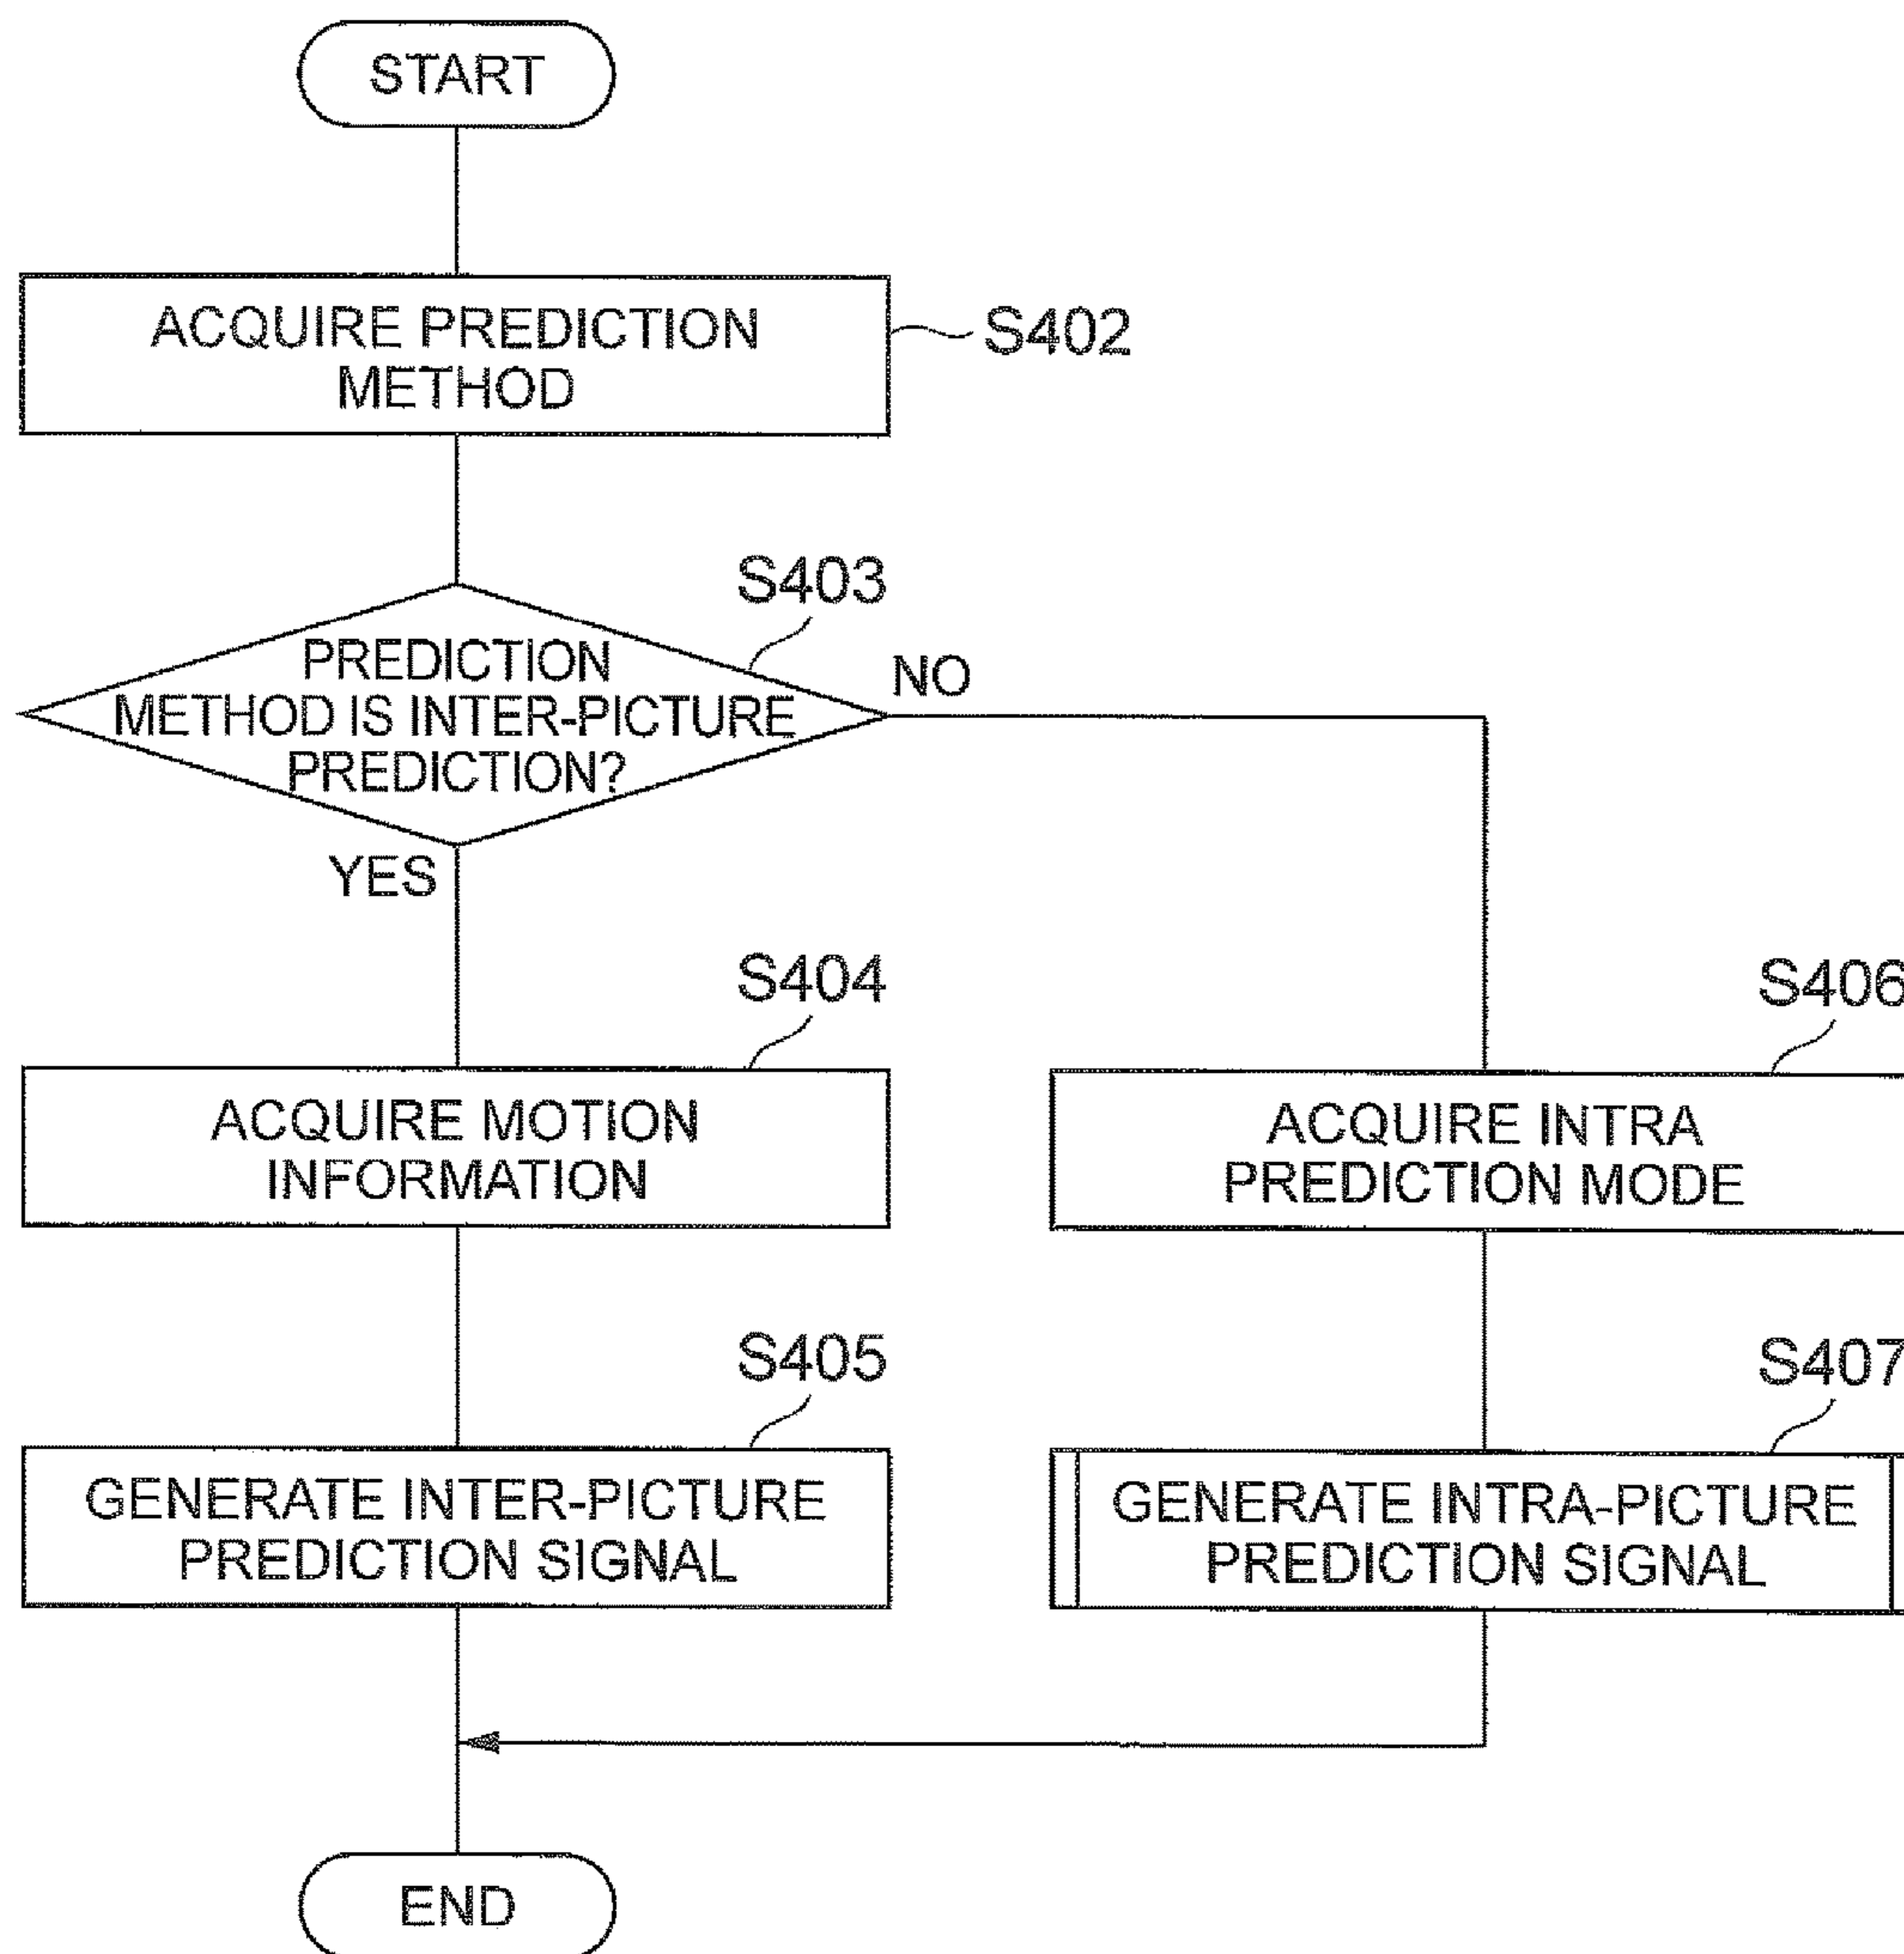 START
ACQUIRE PREDICTION
METHOD
S402
S403
PREDICTION
METHOD IS INTER-PICTURE
PREDICTION?
NO
YES
S404
ACQUIRE MOTION
INFORMATION
S406
ACQUIRE INTRA
PREDICTION MODE
S405
GENERATE INTER-PICTURE
PREDICTION SIGNAL
S407
GENERATE INTRA-PICTURE
PREDICTION SIGNAL
END